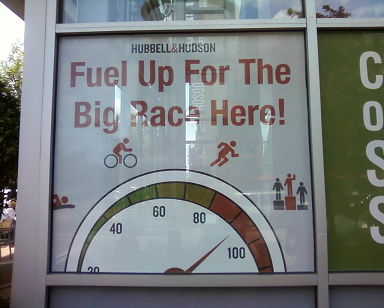 HUBBELL&HUDSON
Fuel Up For The
Big Race Here!
20 40 60 80 100
C
O
S
S